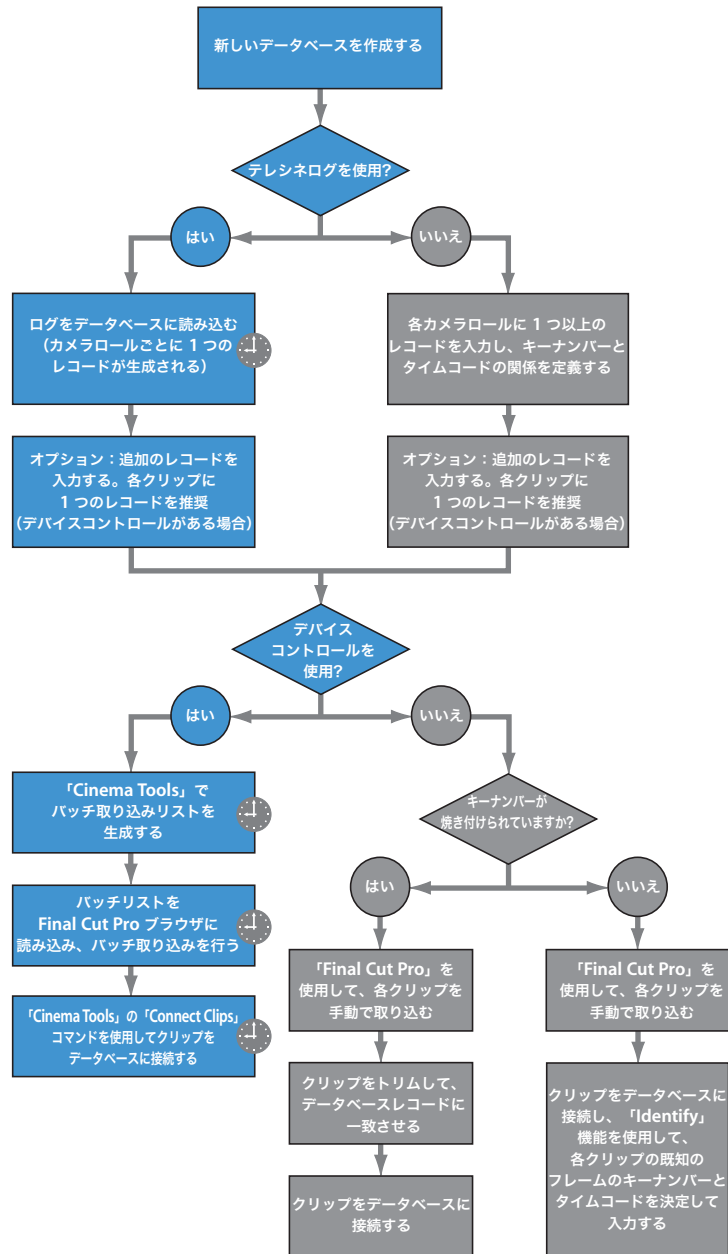 新しいデータベースを作成する
テレシネログを使用?
はい
いいえ
ログをデータベースに読み込む
(カメラロールごとに 1 つの
レコードが生成される)
各カメラロールに 1 つ以上の
レコードを入力し、キーナンバーと
タイムコードの関係を定義する
オプション：追加のレコードを
入力する。各クリップに
1 つのレコードを推奨
(デバイスコントロールがある場合)
オプション：追加のレコードを
入力する。各クリップに
1 つのレコードを推奨
(デバイスコントロールがある場合)
デバイス
コントロールを
使用?
はい
いいえ
「Cinema Tools」で
バッチ取り込みリストを
生成する
キーナンバーが
焼き付けられていますか?
はい
いいえ
バッチリストを
Final Cut Pro ブラウザに
読み込み、バッチ取り込みを行う
「Final Cut Pro」を
使用して、各クリップを
手動で取り込む
「Final Cut Pro」を
使用して、各クリップを
手動で取り込む
「Cinema Tools」の「Connect Clips」
コマンドを使用してクリップを
データベースに接続する
クリップをトリムして、
データベースレコードに
一致させる
クリップをデータベースに
接続し、「Identify」
機能を使用して、
各クリップの既知の
フレームのキーナンバーと
タイムコードを決定して
入力する
クリップをデータベースに
接続する